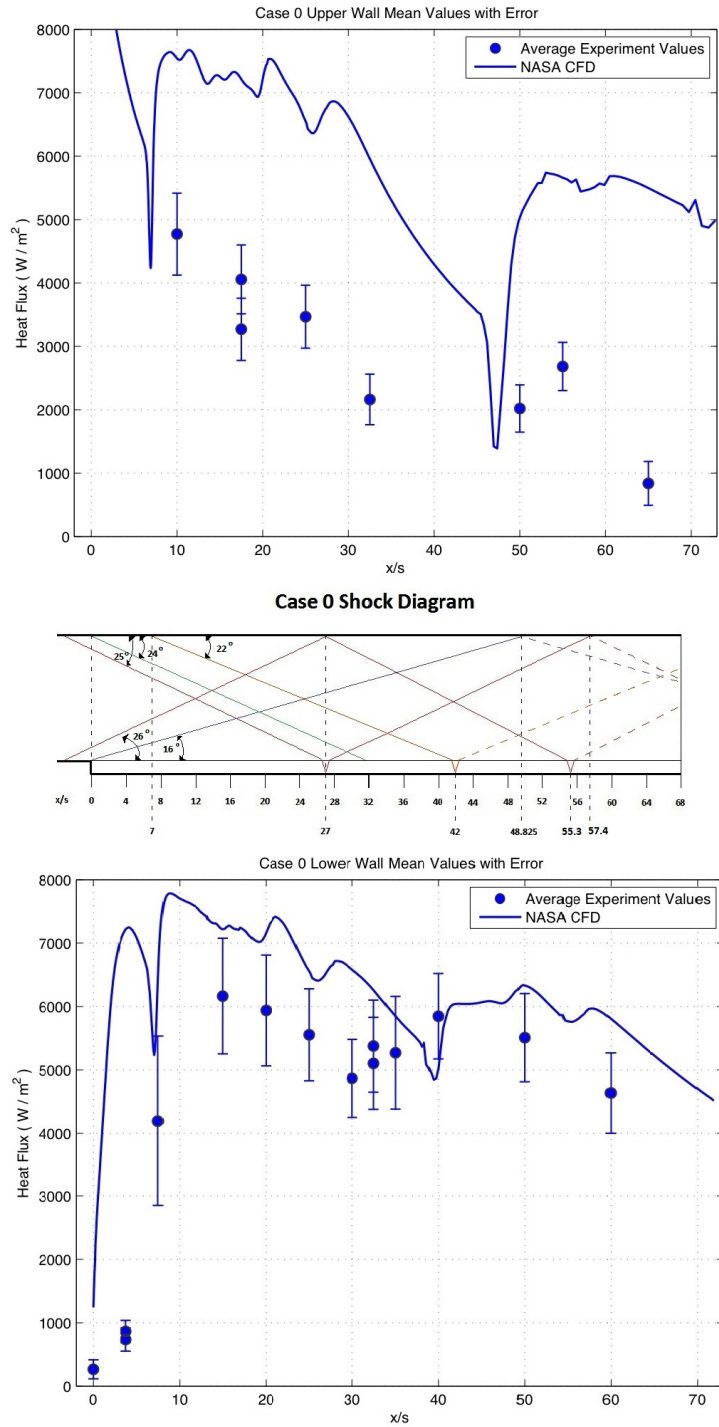 Case 0 Upper Wall Mean Values with Error
8000
7000
6000
5000
4000
3000
2000
1000
0
Heat Flux ( W / m²)
Average Experiment Values
NASA CFD
0 10 20 30 40 50 60 70
x/s
Case 0 Shock Diagram
25° 24° 22°
26° 16°
x/s 0 4 8 12 16 20 24 28 32 36 40 44 48 52 56 60 64 68
7 27 42 48.825 55.3 57.4
Case 0 Lower Wall Mean Values with Error
8000
7000
6000
5000
4000
3000
2000
1000
0
Heat Flux ( W / m²)
Average Experiment Values
NASA CFD
0 10 20 30 40 50 60 70
x/s